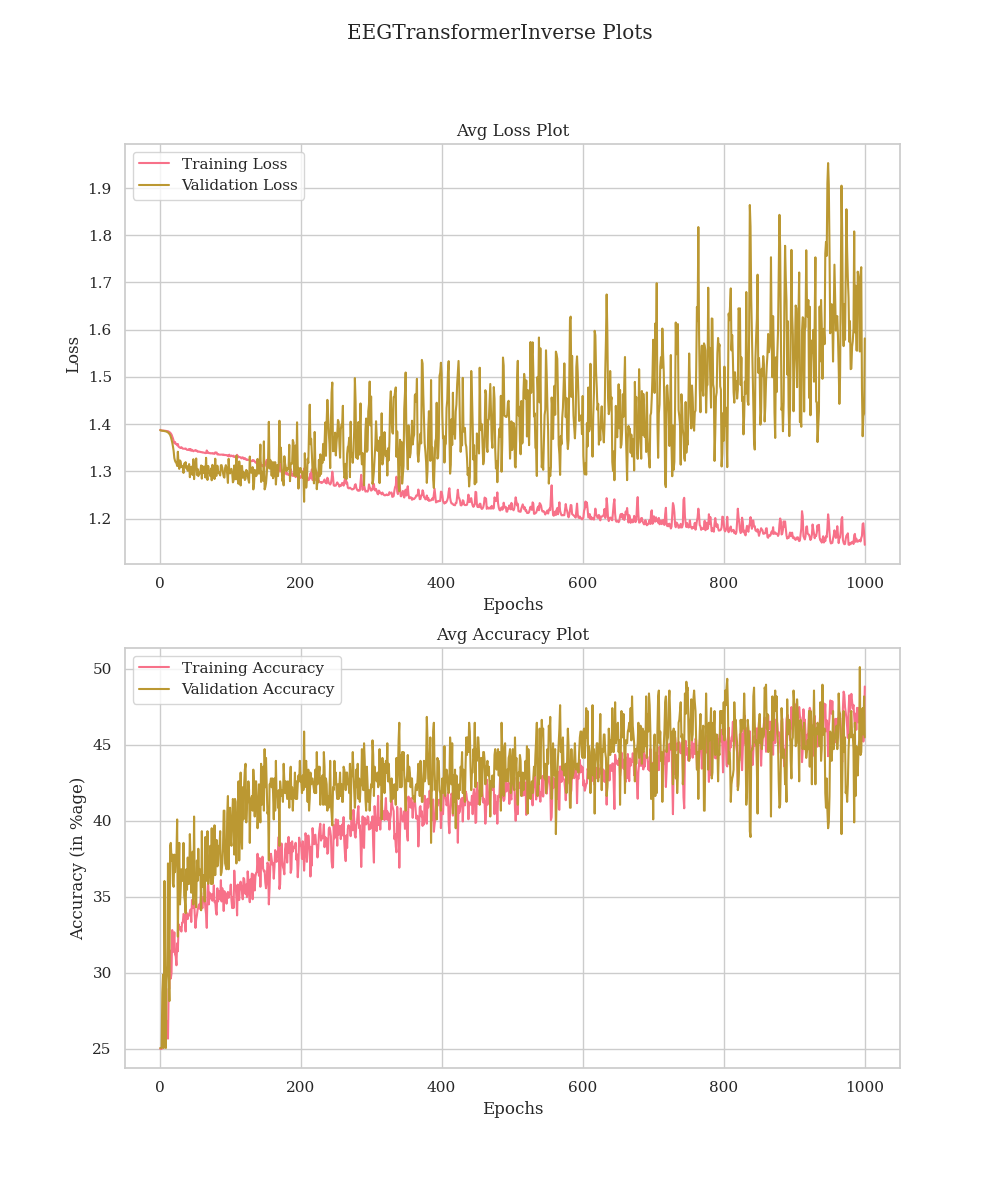 EEGTransformerInverse Plots
Avg Loss Plot
Training Loss
Validation Loss
1.9
1.8
1.7
1.6
1.5
1.4
1.3
1.2
Loss
0 200 400 600 800 1000
Epochs
Avg Accuracy Plot
Training Accuracy
Validation Accuracy
50
45
40
35
30
25
Accuracy (in %age)
0 200 400 600 800 1000
Epochs